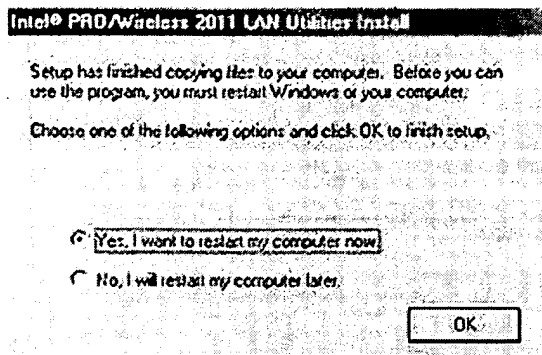 Intel® PRO/Wireless 2011 LAN Utilities Install
Setup has finished copying files to your computer. Before you can
use the program, you must restart Windows or your computer.
Choose one of the following options and click OK to finish setup.
Yes, I want to restart my computer now.
No, I will restart my computer later.
OK